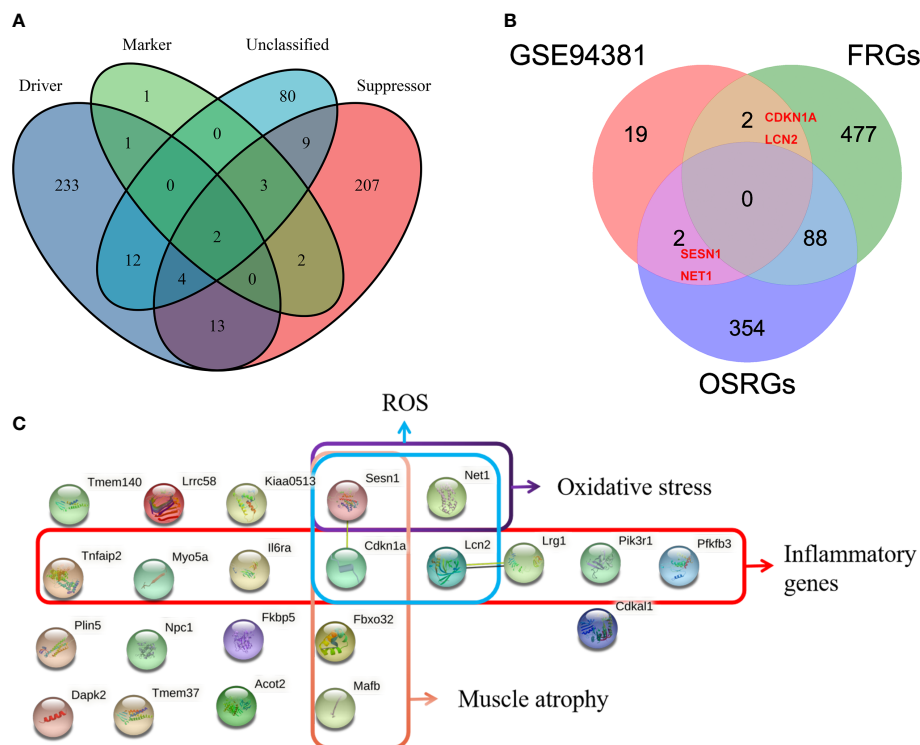 A
Marker
Unclassified
Driver
Suppressor
1
80
0
1
9
233
0
3
207
2
12
4
0
2
13
B
GSE94381
FRGs
19
2
CDKN1A
LCN2
477
0
2
SESN1
NET1
88
354
OSRGs
C
ROS
Tmem140
Lrrc58
Kiaa0513
Sesn1
Net1
Oxidative stress
Tnfaip2
Myo5a
Il6ra
Cdkn1a
Lcn2
Lrg1
Pik3r1
Pfkfb3
Inflammatory
genes
Plin5
Npc1
Fkbp5
Fbxo32
Cdkal1
Dapk2
Tmem37
Acot2
Mafb
Muscle atrophy